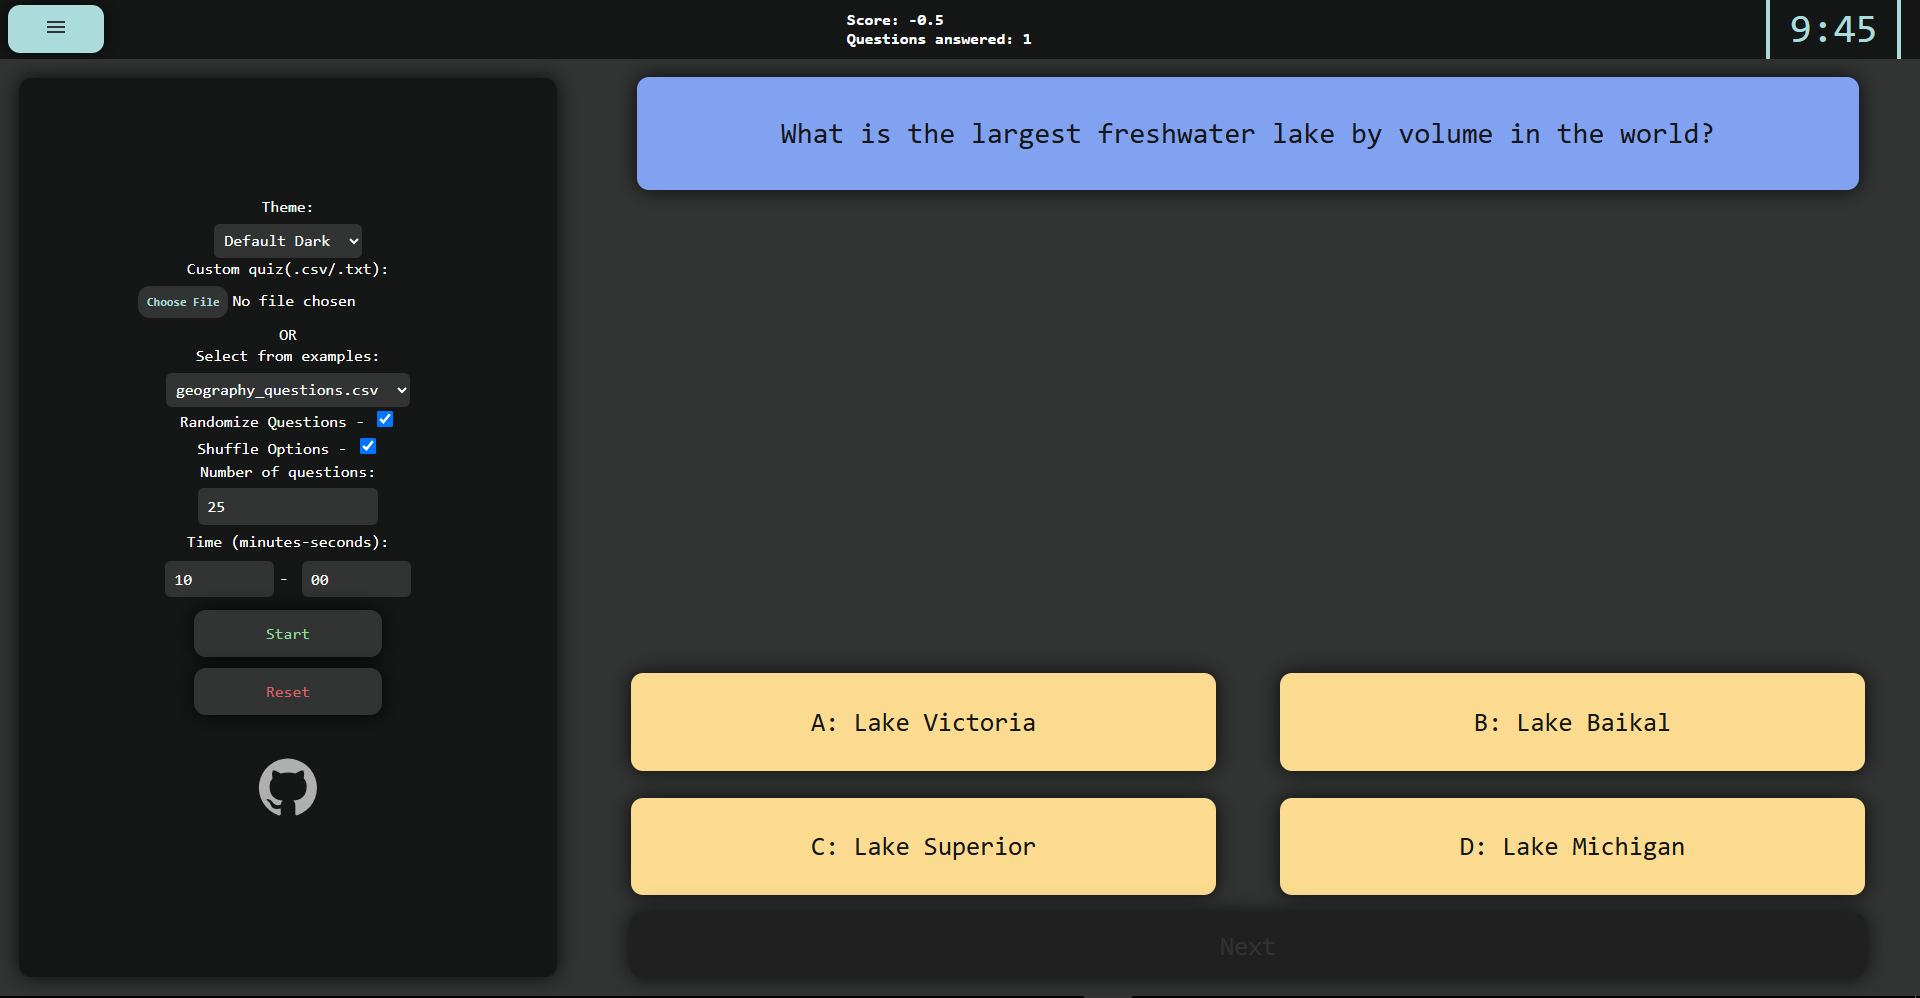 Score: -0.5
Questions answered: 1
9:45
Theme:
Default Dark
Custom quiz(.csv/.txt):
Choose File No file chosen
OR
Select from examples:
geography_questions.csv
Randomize Questions -
Shuffle Options -
Number of questions:
25
Time (minutes-seconds):
10 - 00
Start
Reset
What is the largest freshwater lake by volume in the world?
A: Lake Victoria
B: Lake Baikal
C: Lake Superior
D: Lake Michigan
Next